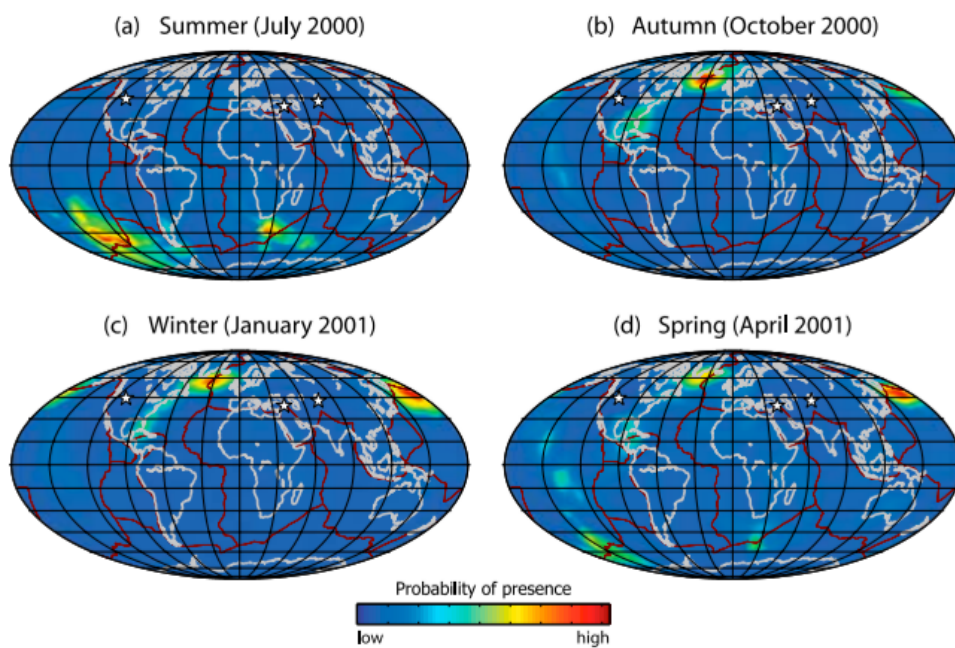 (a) Summer (July 2000)
(b) Autumn (October 2000)
(c) Winter (January 2001)
(d) Spring (April 2001)
Probability of presence
low high